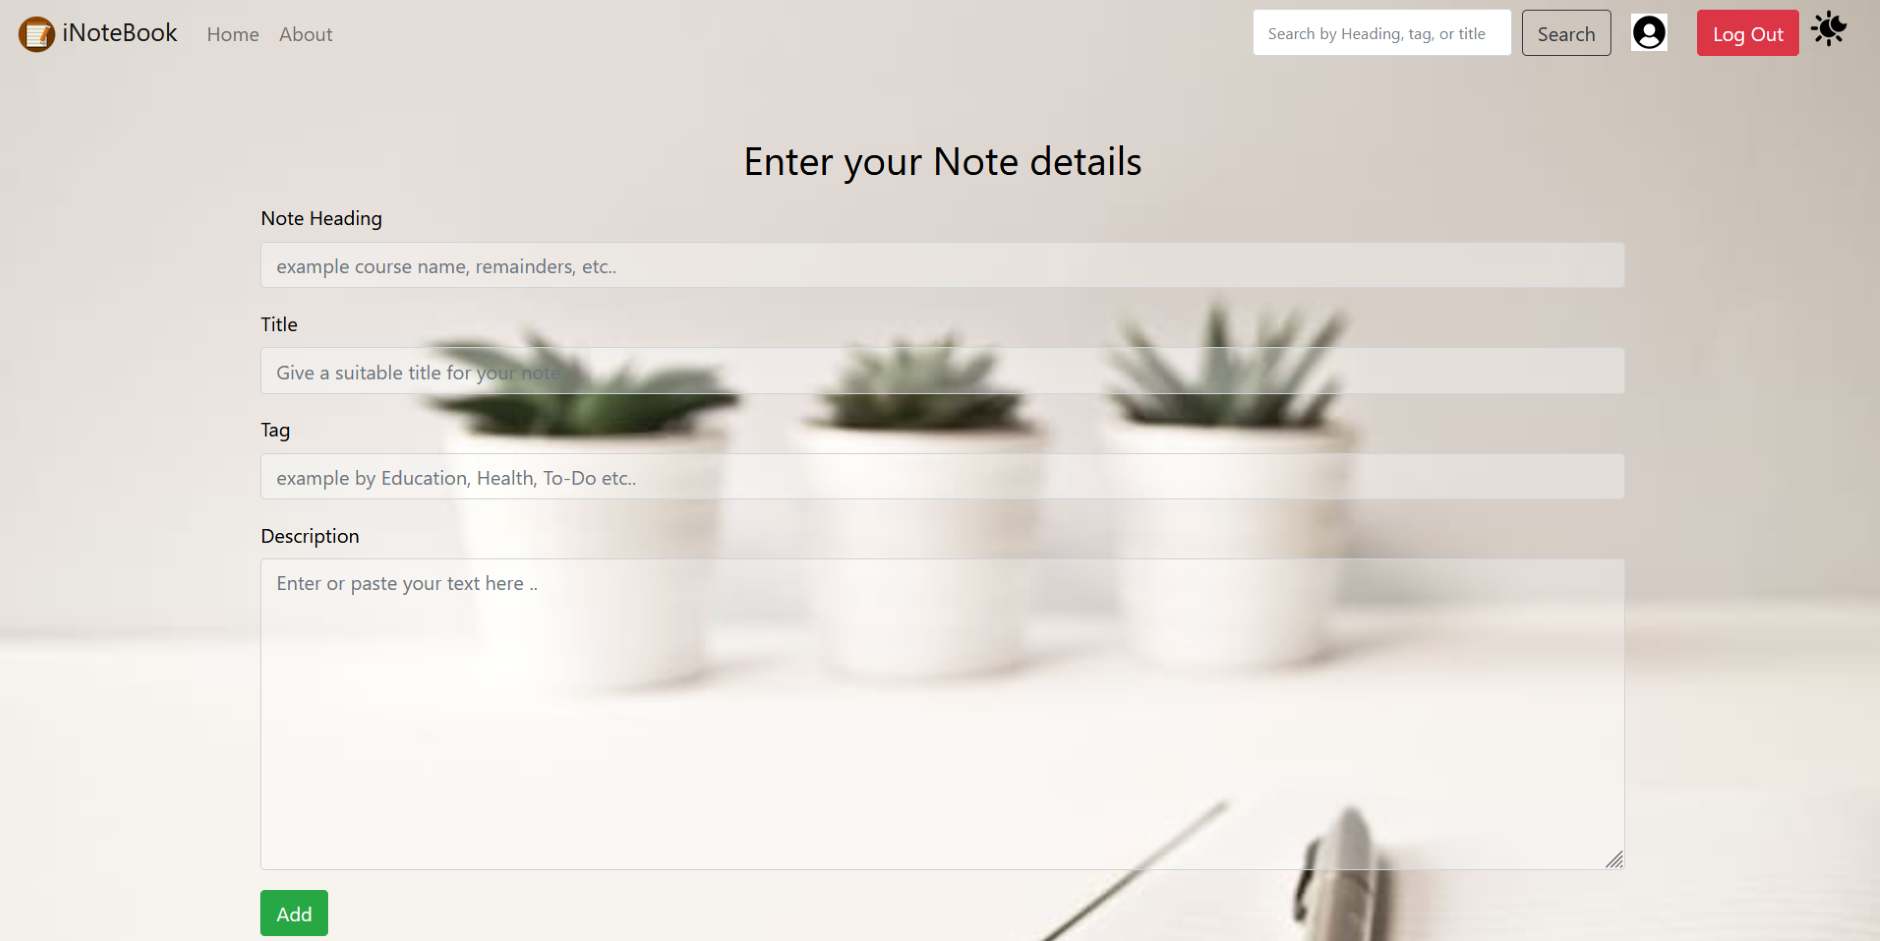 iNoteBook Home About Search by Heading, tag, or title Search Log Out
Enter your Note details
Note Heading
example course name, remainders, etc..
Title
Give a suitable title for your note..
Tag
example by Education, Health, To-Do etc..
Description
Enter or paste your text here ..
Add